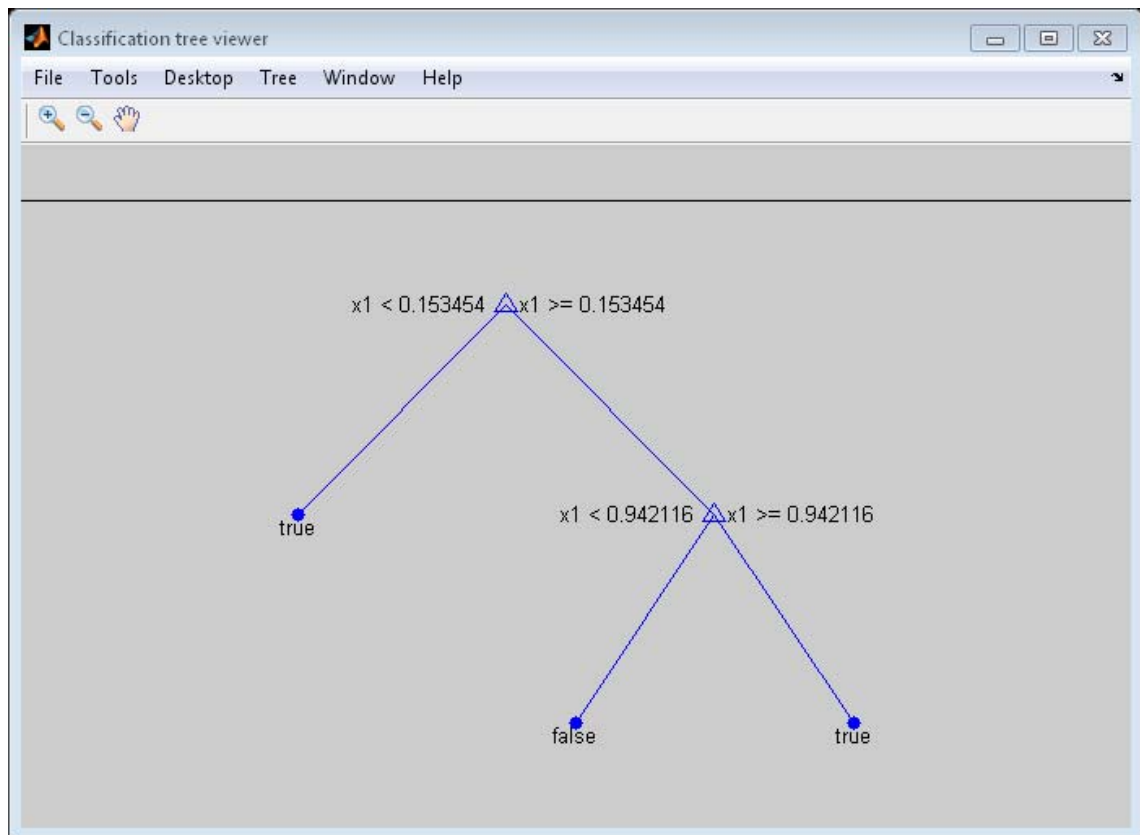 Classification tree viewer
File Tools Desktop Tree Window Help
x1 < 0.153454 x1 >= 0.153454
true
x1 < 0.942116 x1 >= 0.942116
false
true